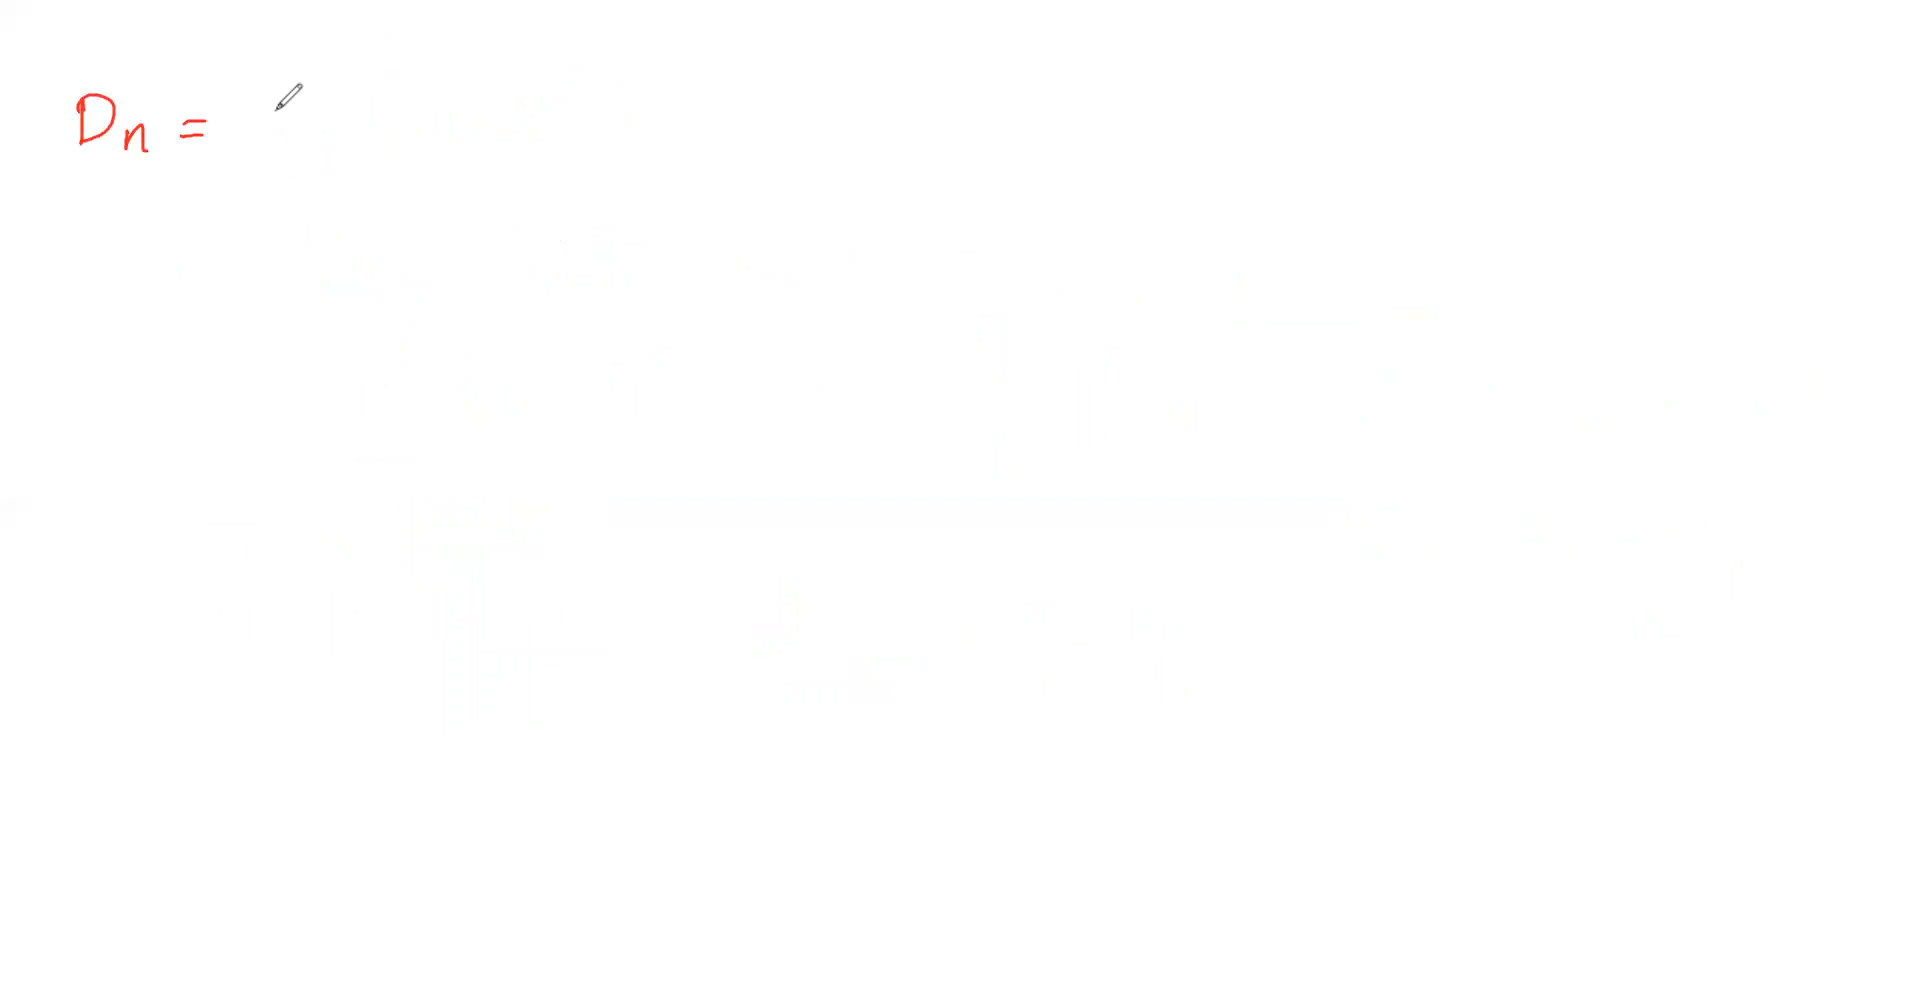 Dn =